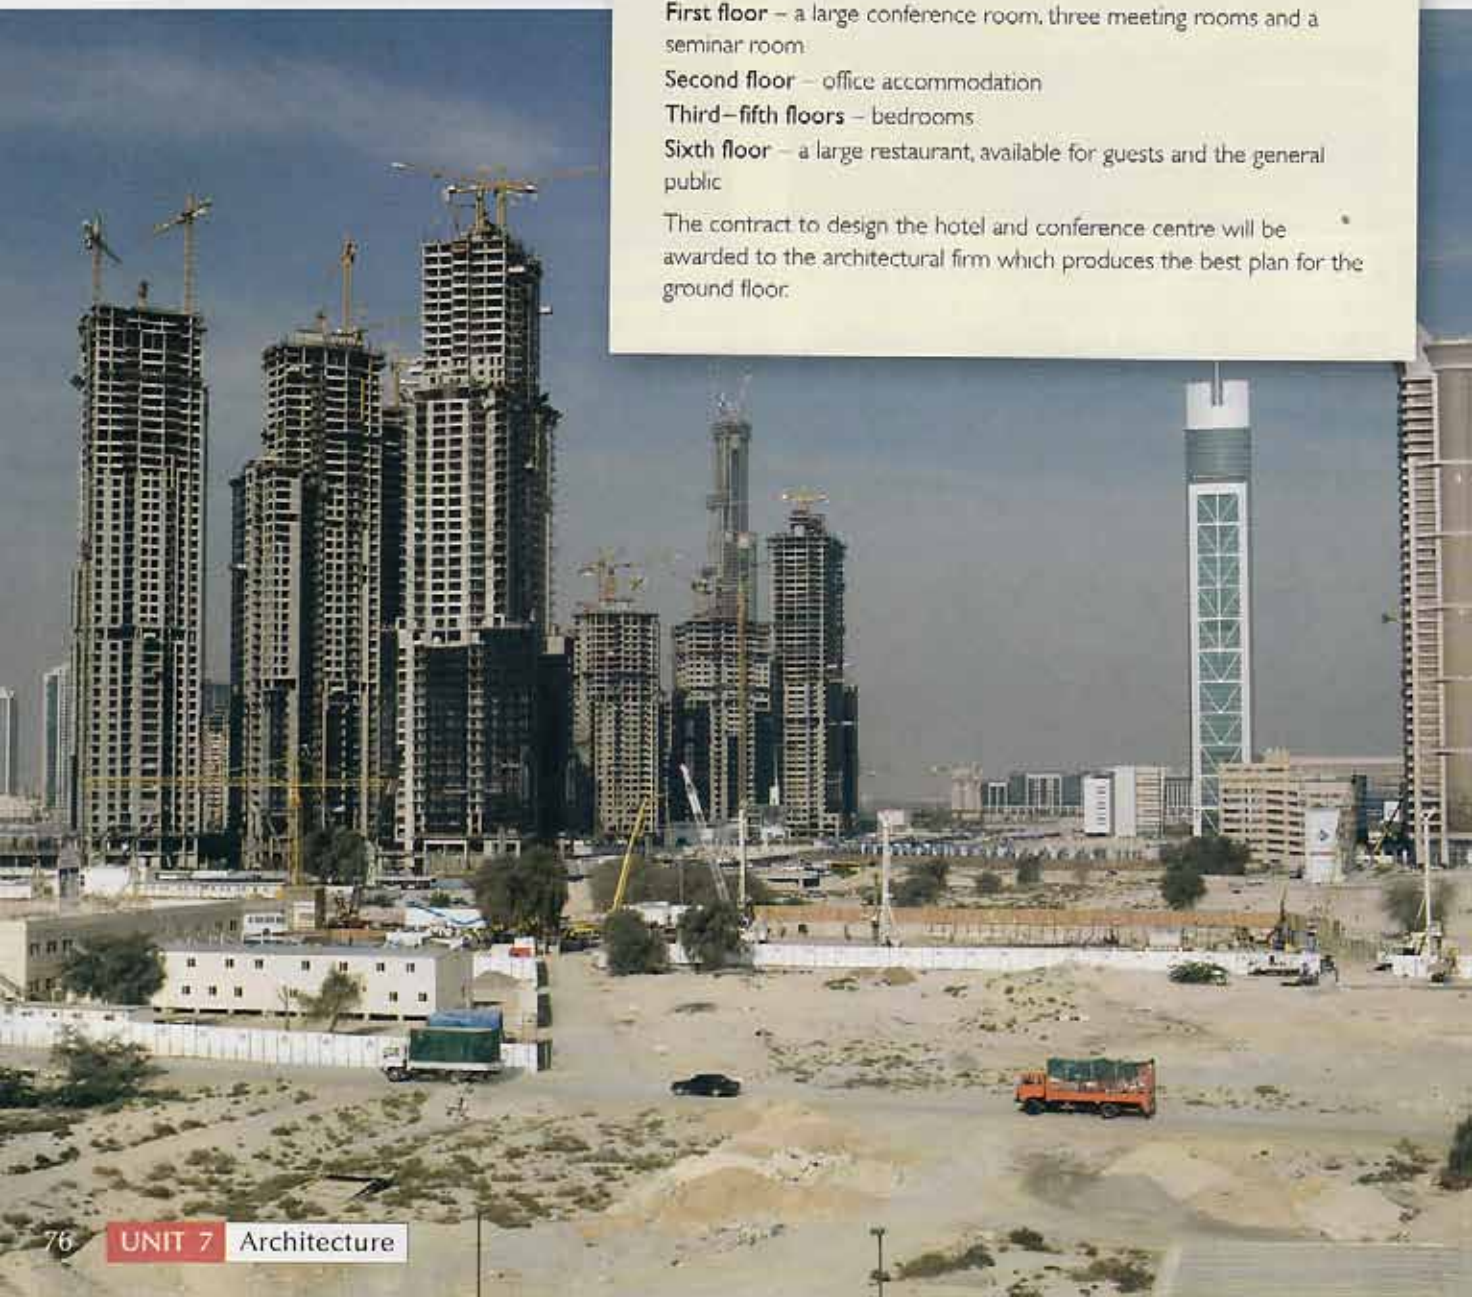 First floor – a large conference room, three meeting rooms and a
seminar room
Second floor – office accommodation
Third–fifth floors – bedrooms
Sixth floor – a large restaurant, available for guests and the general
public
The contract to design the hotel and conference centre will be
awarded to the architectural firm which produces the best plan for the
ground floor.
76 UNIT 7 Architecture